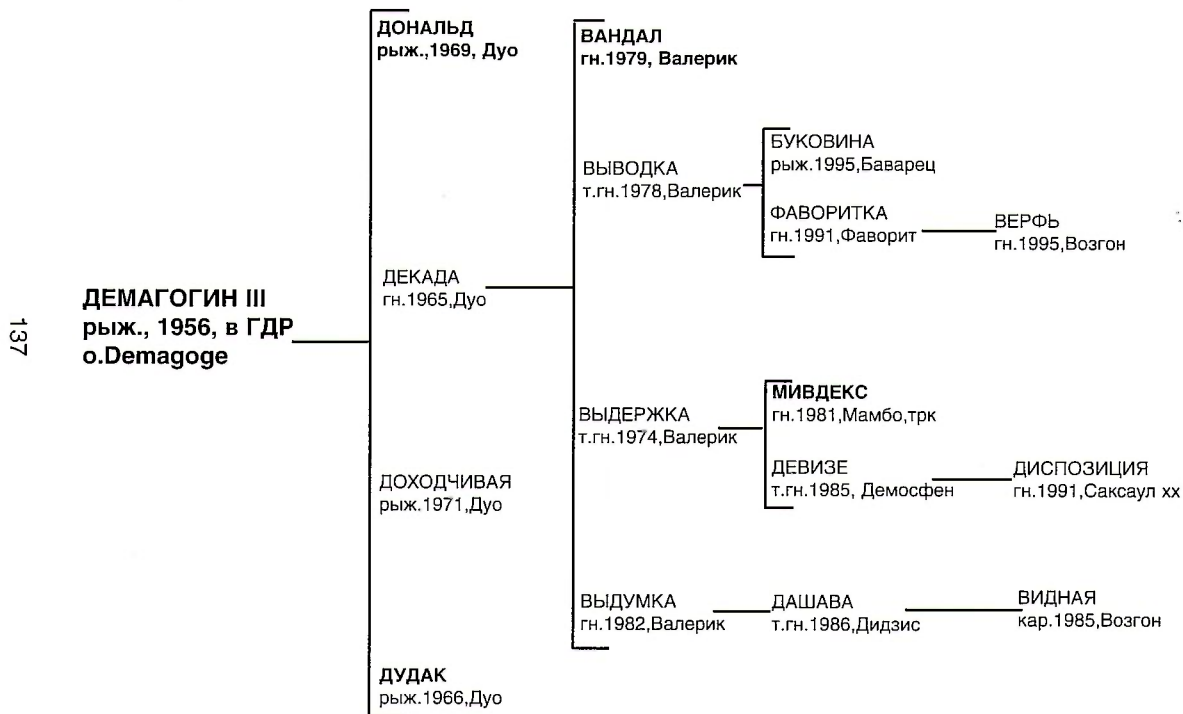 137
ДЕМАГОГИН III
рыж., 1956, в ГДР
о.Demagoge
ДОНАЛЬД
рыж.,1969, Дуо
ДЕКАДА
гн.1965,Дуо
ДОХОДЧИВАЯ
рыж.1971,Дуо
ДУДАК
рыж.1966,Дуо
ВАНДАЛ
гн.1979, Валерик
ВЫВОДКА
т.гн.1978,Валерик
ВЫДЕРЖКА
т.гн.1974,Валерик
ВЫДУМКА
гн.1982,Валерик
БУКОВИНА
рыж.1995,Баварец
ФАВОРИТКА
гн.1991,Фаворит
МИВДЕКС
гн.1981,Мамбо,трк
ДЕВИЗЕ
т.гн.1985, Демосфен
ДАШАВА
т.гн.1986,Дидзис
ВЕРФЬ
гн.1995,Возгон
ДИСПОЗИЦИЯ
гн.1991,Саксаул хх
ВИДНАЯ
кар.1985,Возгон